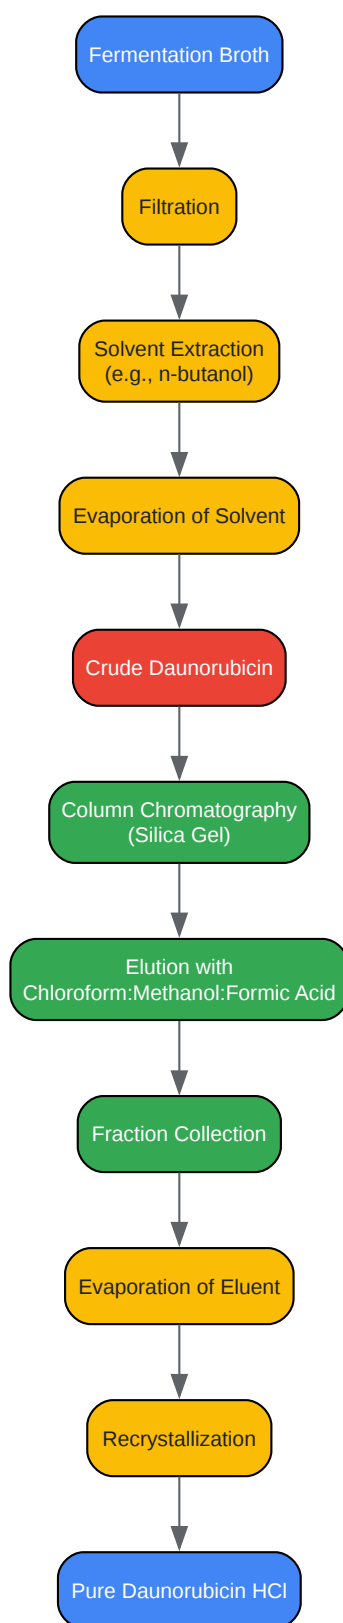 Fermentation Broth
Filtration
Solvent Extraction
(e.g., n-butanol)
Evaporation of Solvent
Crude Daunorubicin
Column Chromatography
(Silica Gel)
Elution with
Chloroform:Methanol:Formic Acid
Fraction Collection
Evaporation of Eluent
Recrystallization
Pure Daunorubicin HCl